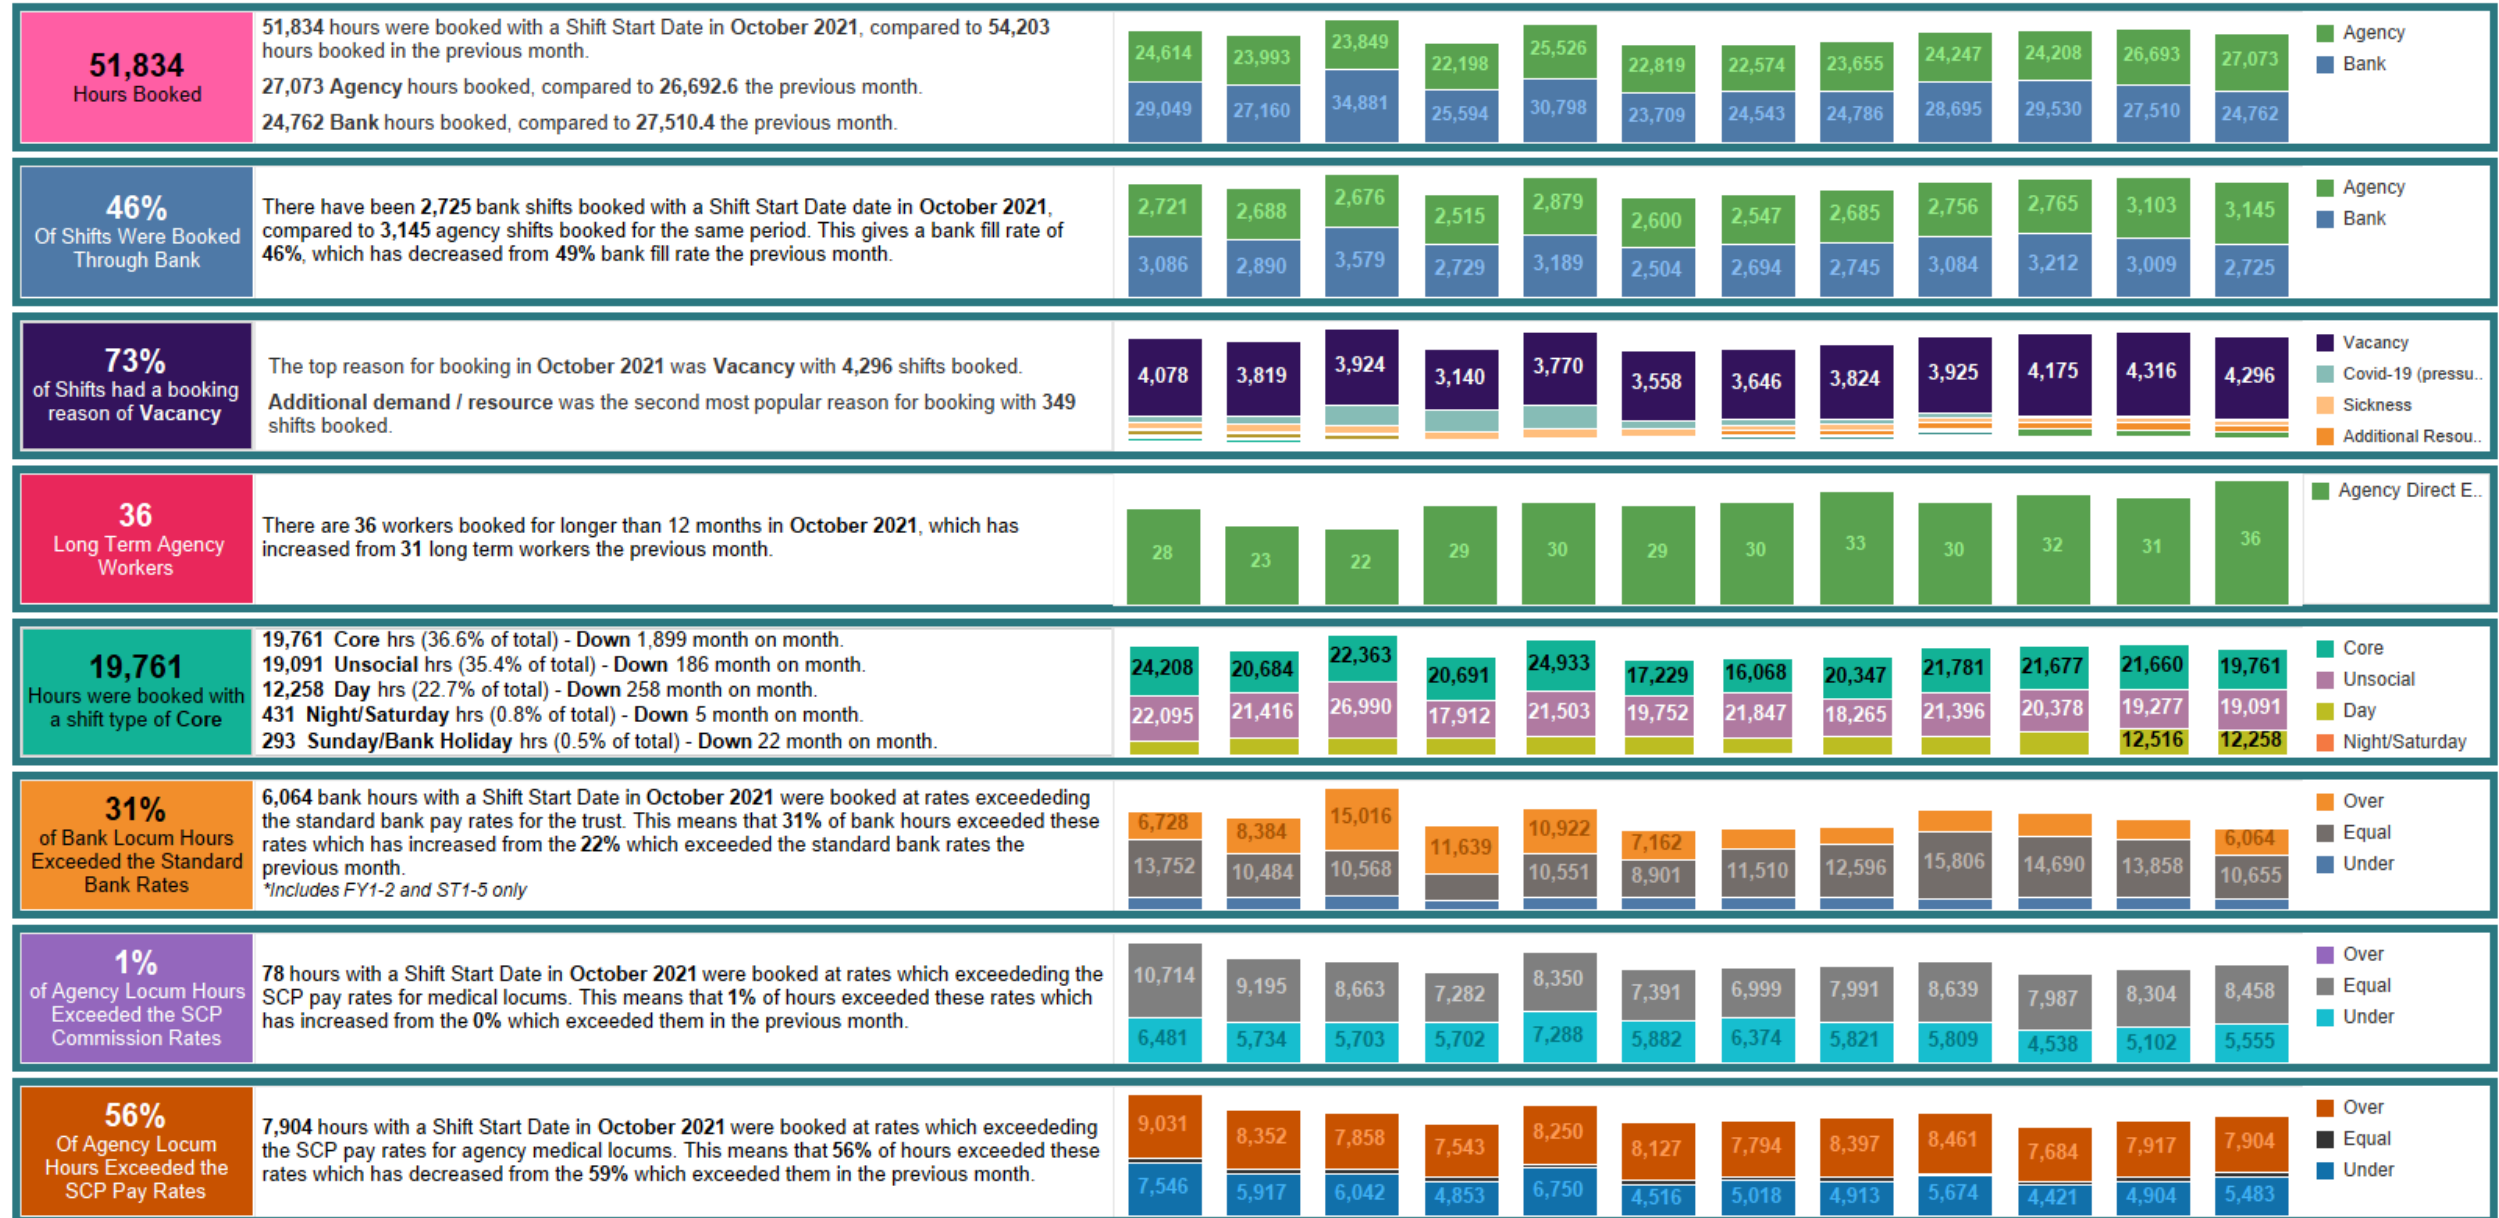 51,834
Hours Booked
51,834 hours were booked with a Shift Start Date in October 2021, compared to 54,203
hours booked in the previous month.
27,073 Agency hours booked, compared to 26,692.6 the previous month.
24,762 Bank hours booked, compared to 27,510.4 the previous month.
24,614 23,993 23,849 22,198 25,526 22,819 22,574 23,655 24,247 24,208 26,693 27,073
29,049 27,160 34,881 25,594 30,798 23,709 24,543 24,786 28,695 29,530 27,510 24,762
Agency
Bank
46%
Of Shifts Were Booked
Through Bank
There have been 2,725 bank shifts booked with a Shift Start Date date in October 2021,
compared to 3,145 agency shifts booked for the same period. This gives a bank fill rate of
46%, which has decreased from 49% bank fill rate the previous month.
2,721 2,688 2,676 2,515 2,879 2,600 2,547 2,685 2,756 2,765 3,103 3,145
3,086 2,890 3,579 2,729 3,189 2,504 2,694 2,745 3,084 3,212 3,009 2,725
Agency
Bank
73%
of Shifts had a booking
reason of Vacancy
The top reason for booking in October 2021 was Vacancy with 4,296 shifts booked.
Additional demand / resource was the second most popular reason for booking with 349
shifts booked.
4,078 3,819 3,924 3,140 3,770 3,558 3,646 3,824 3,925 4,175 4,316 4,296
Vacancy
Covid-19 (pressu..
Sickness
Additional Resou..
36
Long Term Agency
Workers
There are 36 workers booked for longer than 12 months in October 2021, which has
increased from 31 long term workers the previous month.
28 23 22 29 30 29 30 33 30 32 31 36
Agency Direct E..
19,761
Hours were booked with
a shift type of Core
19,761 Core hrs (36.6% of total) - Down 1,899 month on month.
19,091 Unsocial hrs (35.4% of total) - Down 186 month on month.
12,258 Day hrs (22.7% of total) - Down 258 month on month.
431 Night/Saturday hrs (0.8% of total) - Down 5 month on month.
293 Sunday/Bank Holiday hrs (0.5% of total) - Down 22 month on month.
24,208 20,684 22,363 20,691 24,933 17,229 16,068 20,347 21,781 21,677 21,660 19,761
22,095 21,416 26,990 17,912 21,503 19,752 21,847 18,265 21,396 20,378 19,277 19,091
12,516 12,258
Core
Unsocial
Day
Night/Saturday
31%
of Bank Locum Hours
Exceeded the Standard
Bank Rates
6,064 bank hours with a Shift Start Date in October 2021 were booked at rates exceededing
the standard bank pay rates for the trust. This means that 31% of bank hours exceeded these
rates which has increased from the 22% which exceeded the standard bank rates the
previous month.
*Includes FY1-2 and ST1-5 only
6,728 8,384 15,016 11,639 10,922 7,162 6,064
13,752 10,484 10,568 10,551 8,901 11,510 12,596 15,806 14,690 13,858 10,655
Over
Equal
Under
1%
of Agency Locum Hours
Exceeded the SCP
Commission Rates
78 hours with a Shift Start Date in October 2021 were booked at rates which exceededing the
SCP pay rates for medical locums. This means that 1% of hours exceeded these rates which
has increased from the 0% which exceeded them in the previous month.
10,714 9,195 8,663 7,282 8,350 7,391 6,999 7,991 8,639 7,987 8,304 8,458
6,481 5,734 5,703 5,702 7,288 5,882 6,374 5,821 5,809 4,538 5,102 5,555
Over
Equal
Under
56%
Of Agency Locum
Hours Exceeded the
SCP Pay Rates
7,904 hours with a Shift Start Date in October 2021 were booked at rates which exceededing
the SCP pay rates for agency medical locums. This means that 56% of hours exceeded these
rates which has decreased from the 59% which exceeded them in the previous month.
9,031 8,352 7,858 7,543 8,250 8,127 7,794 8,397 8,461 7,684 7,917 7,904
7,546 5,917 6,042 4,853 6,750 4,516 5,018 4,913 5,674 4,421 4,904 5,483
Over
Equal
Under